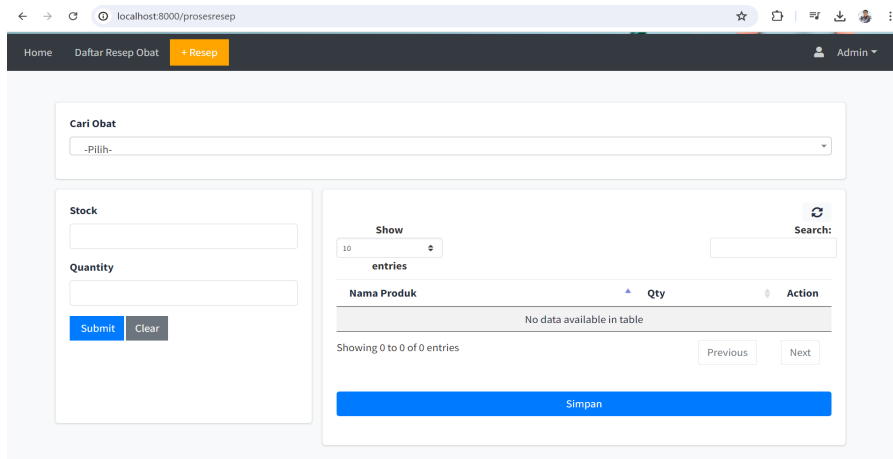 localhost:8000/prosesresep
Home Daftar Resep Obat + Resep Admin
Cari Obat
-Pilih-
Stock
Quantity
Submit Clear
Show
10
entries
Search:
Nama Produk Qty Action
No data available in table
Showing 0 to 0 of 0 entries
Previous Next
Simpan